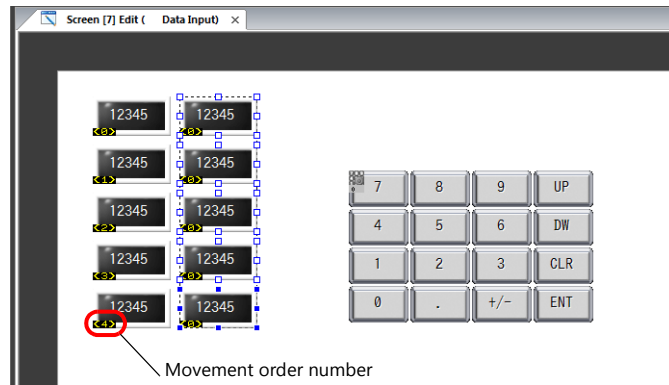 Screen [7] Edit ( Data Input) ×
12345 12345
<0> <0>
12345 12345
<1> <0>
12345 12345
<2> <0>
12345 12345
<3> <0>
12345 12345
<4> <0>
7 8 9 UP
4 5 6 DW
1 2 3 CLR
0 . +/- ENT
Movement order number